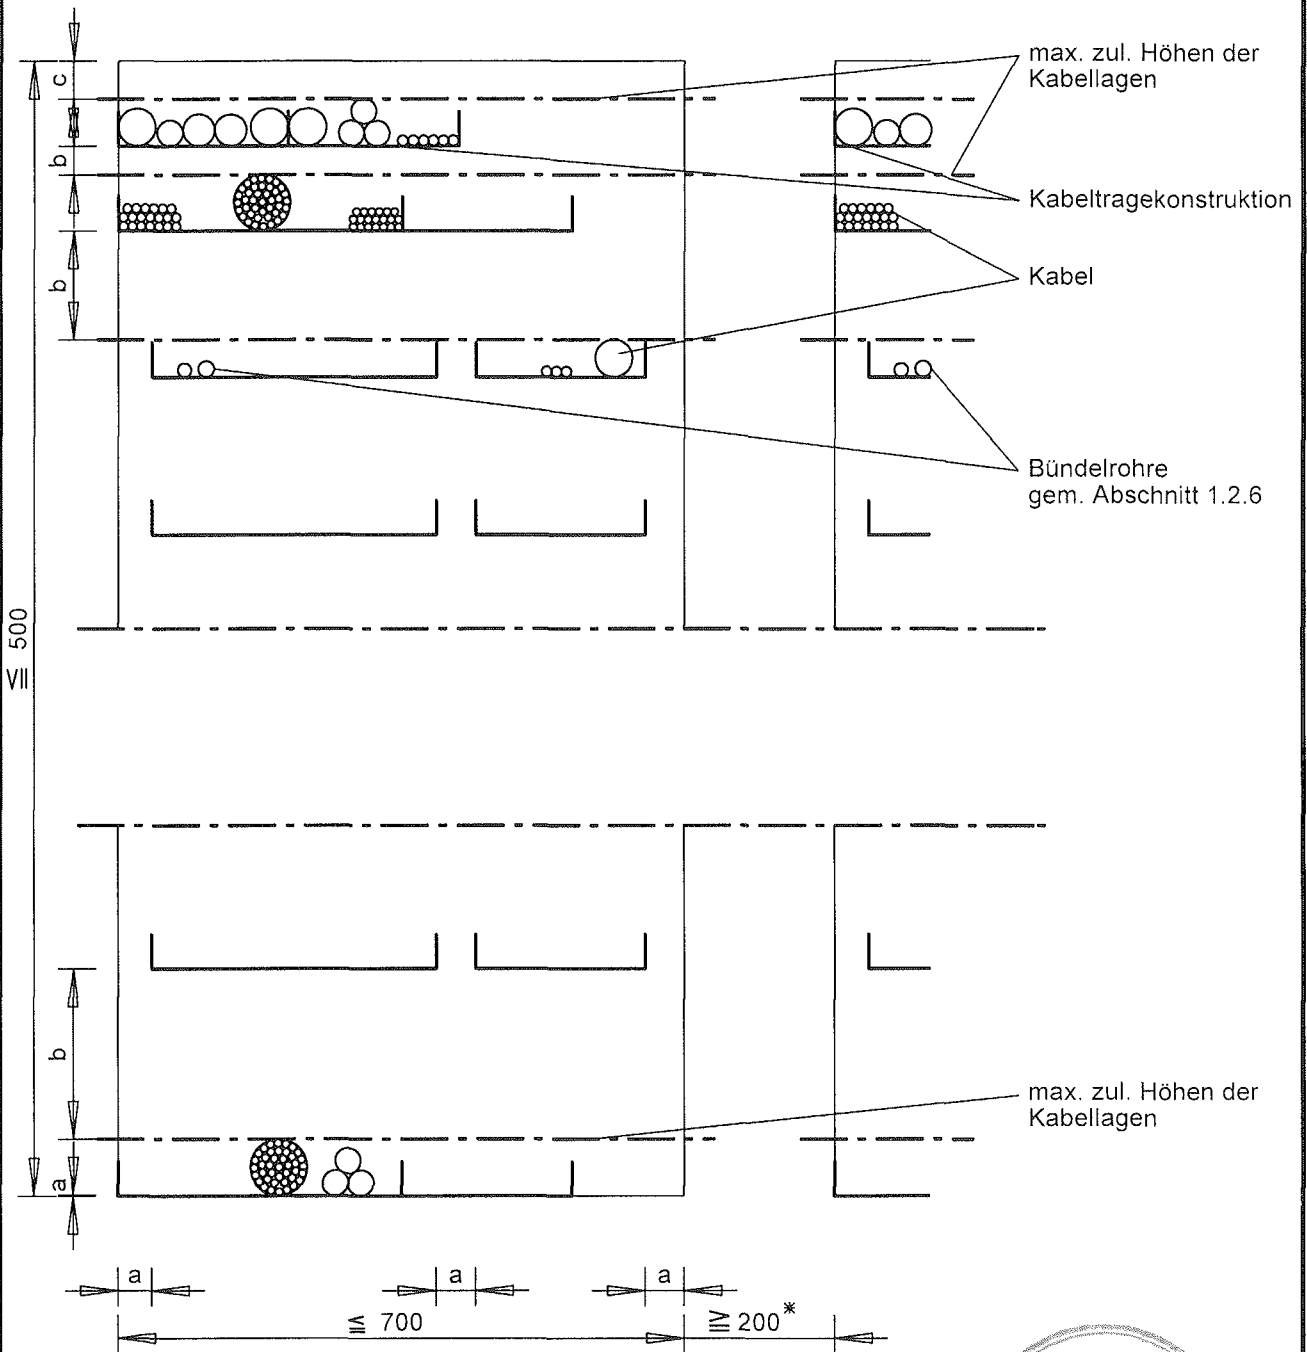 max. zul. Höhen der
Kabellagen
c
b
Kabeltragekonstruktion
b
Kabel
Bündelrohre
gem. Abschnitt 1.2.6
≦ 500
b
max. zul. Höhen der
Kabellagen
a
a
a
a
≦ 700
≧ 200*